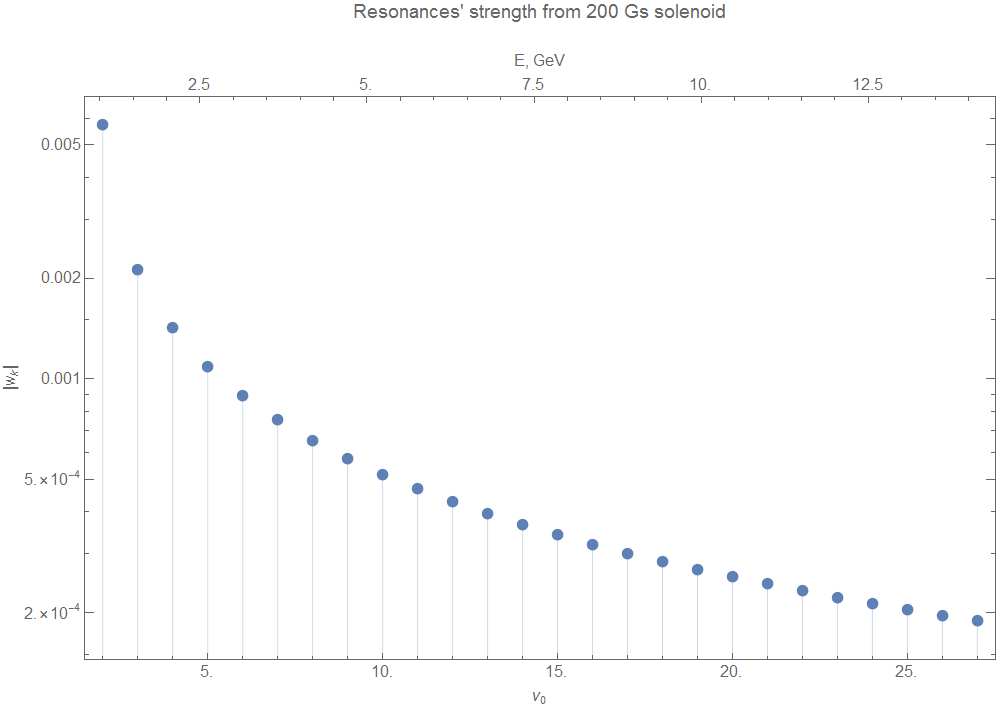 Resonances' strength from 200 Gs solenoid
E, GeV
2.5 5. 7.5 10. 12.5
0.005
0.002
0.001
5.×10⁻⁴
2.×10⁻⁴
|wₖ|
5. 10. 15. 20. 25.
ν₀